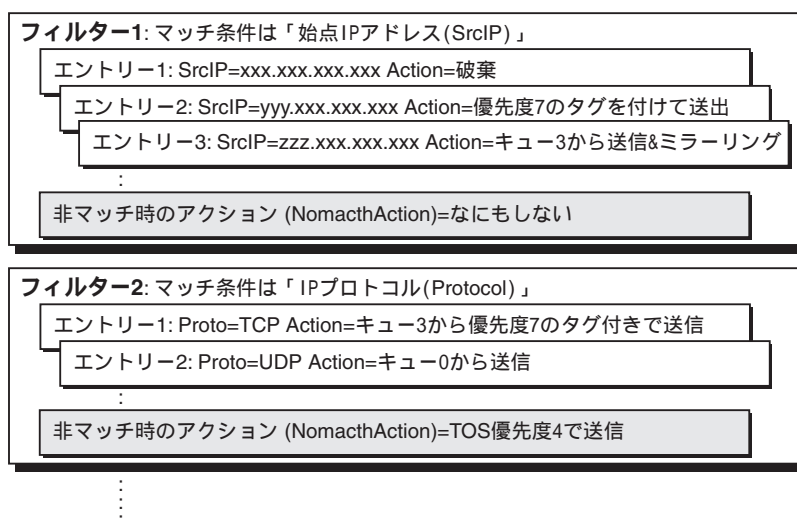 フィルター1: マッチ条件は「始点IPアドレス(SrcIP)」
エントリー1: SrcIP=xxx.xxx.xxx.xxx Action=破棄
エントリー2: SrcIP=yyy.xxx.xxx.xxx Action=優先度7のタグを付けて送出
エントリー3: SrcIP=zzz.xxx.xxx.xxx Action=キュー3から送信&ミラーリング
:
非マッチ時のアクション (NomacthAction)=なにもしない
フィルター2: マッチ条件は「IPプロトコル(Protocol)」
エントリー1: Proto=TCP Action=キュー3から優先度7のタグ付きで送信
エントリー2: Proto=UDP Action=キュー0から送信
:
非マッチ時のアクション (NomacthAction)=TOS優先度4で送信